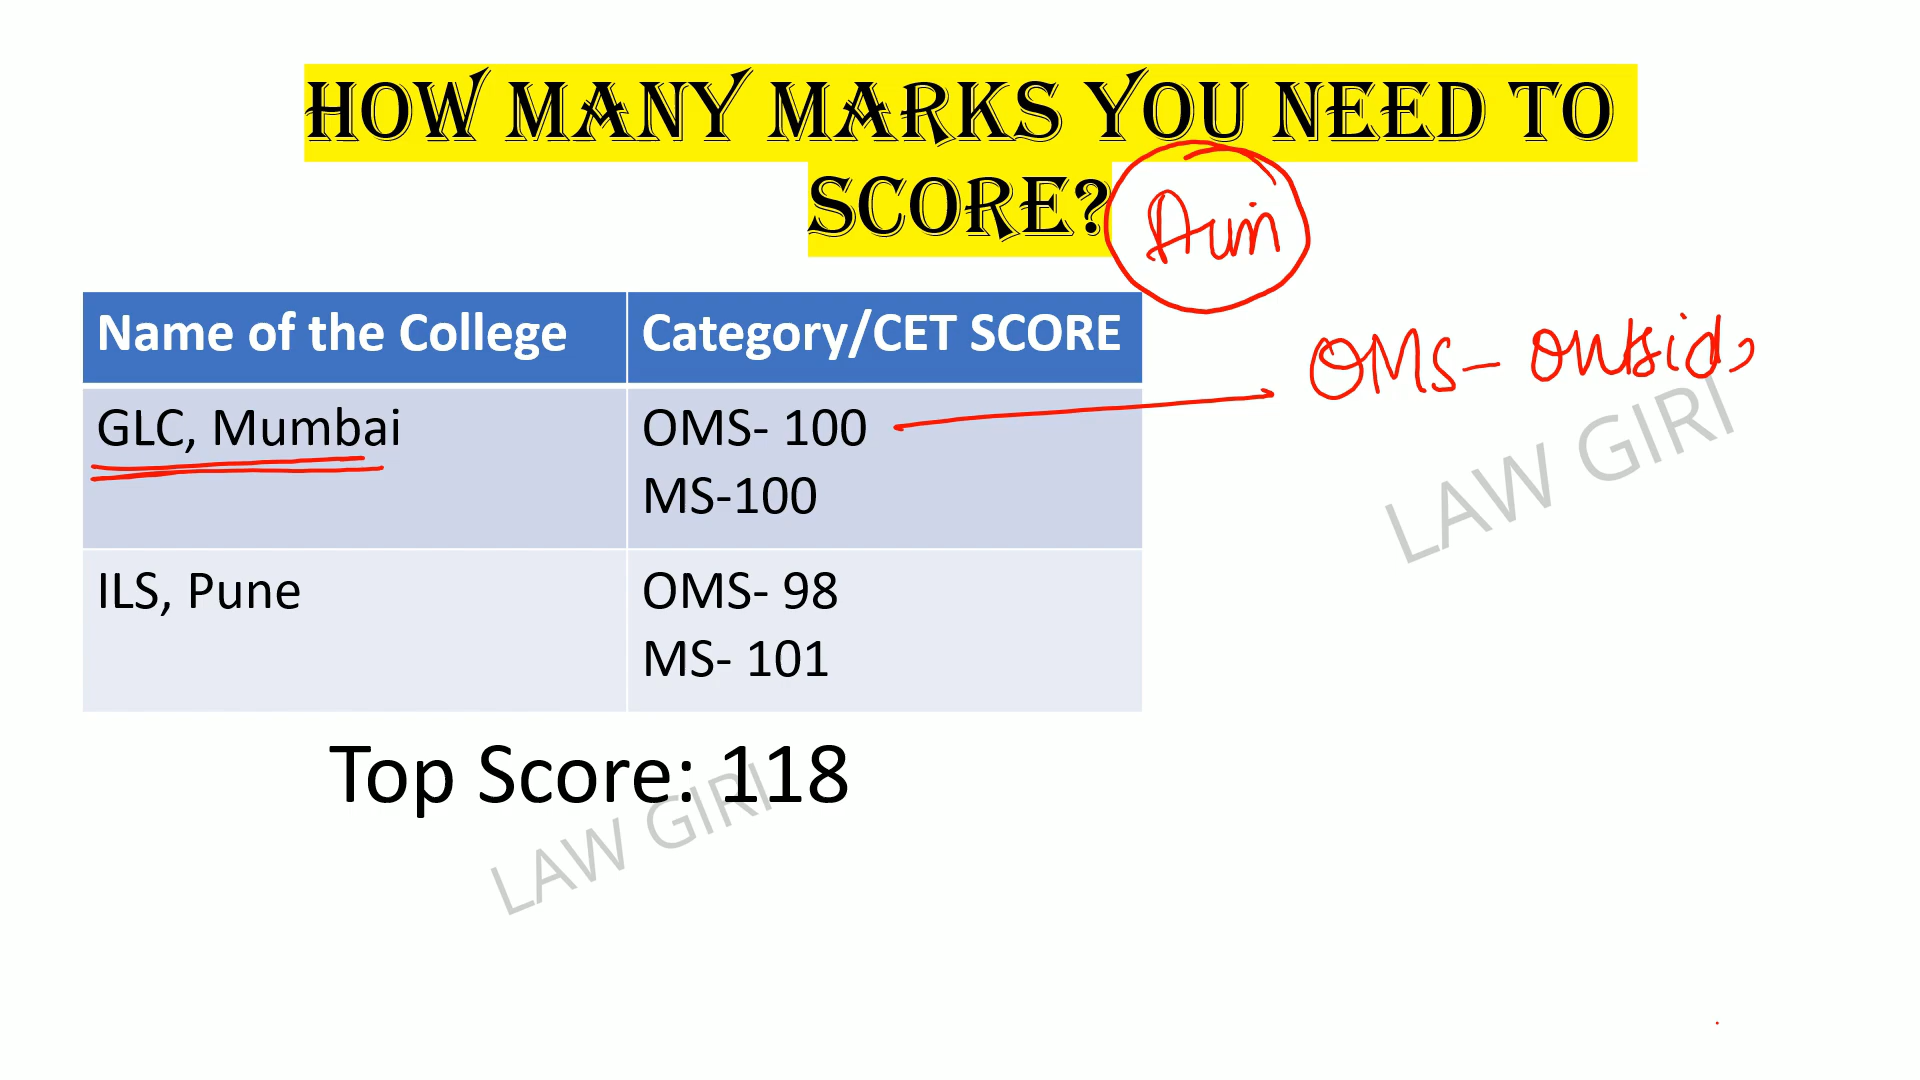 HOW MANY MARKS YOU NEED TO
SCORE?
Aim
Name of the College
Category/CET SCORE
GLC, Mumbai
OMS- 100
MS-100
OMS-
LAW GIRI
ILS, Pune
OMS- 98
MS- 101
Top Score: 118
LAW GIRI